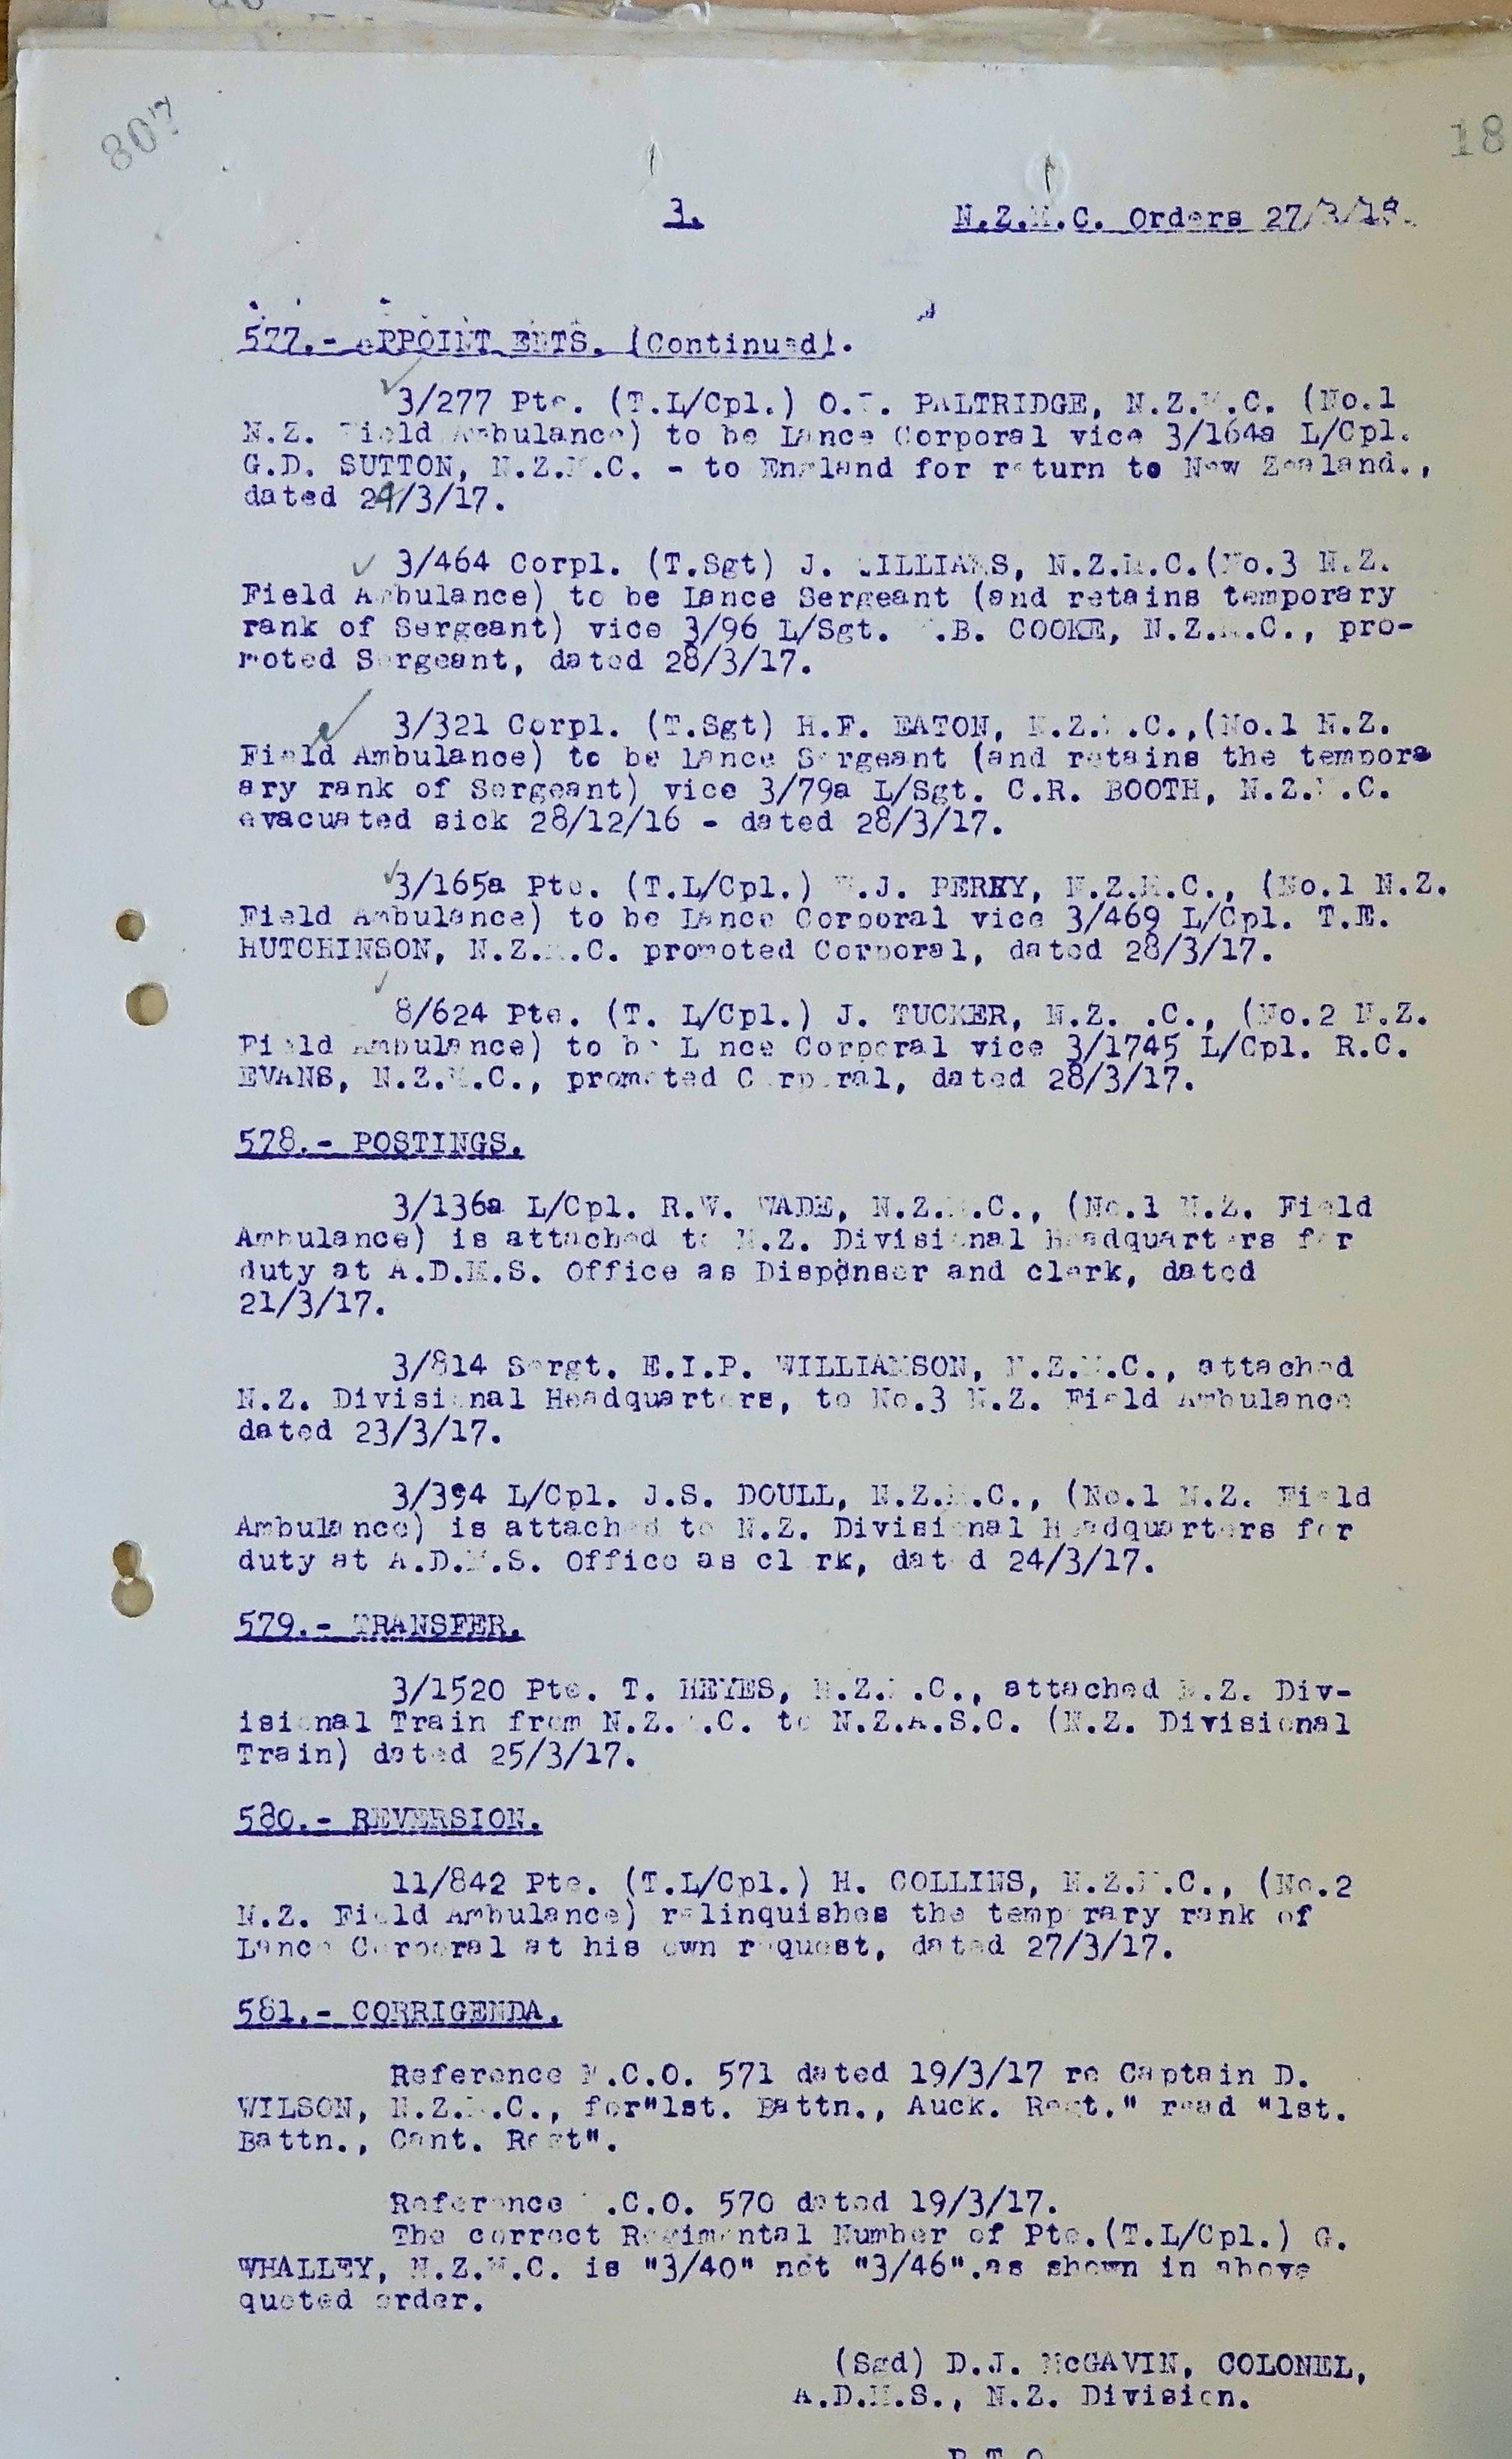 807
18
3.
N.Z.M.C. Orders 27/3/17.
577.- APPOINTMENTS. (Continued).
3/277 Pte. (T.L/Cpl.) PALTRIDGE, N.Z.M.C. (No.1
N.Z. Field Ambulance) to be Lance Corporal vice 3/164a L/Cpl.
G.D. SUTTON, N.Z.M.C. - to England for return to New Zealand.,
dated 24/3/17.
3/464 Corpl. (T.Sgt) J. WILLIAMS, N.Z.M.C.(No.3 N.Z.
Field Ambulance) to be Lance Sergeant (and retains temporary
rank of Sergeant) vice 3/96 L/Sgt. COOKE, N.Z.M.C., pro-
moted Sergeant, dated 28/3/17.
3/321 Corpl. (T.Sgt) H.F. EATON, N.Z.M.C.,(No.1 N.Z.
Field Ambulance) to be Lance Sergeant (and retains the tempora
ary rank of Sergeant) vice 3/79a L/Sgt. C.R. BOOTH, N.Z.M.C.
evacuated sick 28/12/16 - dated 28/3/17.
3/165a Pte. (T.L/Cpl.) W.J. PERRY, N.Z.M.C., (No.1 N.Z.
Field Ambulance) to be Lance Corporal vice 3/469 L/Cpl. T.E.
HUTCHINSON, N.Z.M.C. promoted Corporal, dated 28/3/17.
8/624 Pte. (T. L/Cpl.) J. TUCKER, N.Z.M.C., (No.2 N.Z.
Field Ambulance) to be Lance Corporal vice 3/1745 L/Cpl. R.C.
EVANS, N.Z.M.C., promoted Corporal, dated 28/3/17.
578.- POSTINGS.
3/136a L/Cpl. R.W. WADE, N.Z.M.C., (No.1 N.Z. Field
Ambulance) is attached to N.Z. Divisional Headquarters for
duty at A.D.M.S. Office as Dispenser and clerk, dated
21/3/17.
3/814 Sergt. E.I.P. WILLIAMSON, N.Z.M.C., attached
N.Z. Divisional Headquarters, to No.3 N.Z. Field Ambulance
dated 23/3/17.
3/394 L/Cpl. J.S. DOULL, N.Z.M.C., (No.1 N.Z. Field
Ambulance) is attached to N.Z. Divisional Headquarters for
duty at A.D.M.S. Office as clerk, dated 24/3/17.
579.- TRANSFER.
3/1520 Pte. T. HEYES, N.Z.M.C., attached N.Z. Div-
isional Train from N.Z.M.C. to N.Z.A.S.C. (N.Z. Divisional
Train) dated 25/3/17.
580.- REVERSION.
11/842 Pte. (T.L/Cpl.) H. COLLINS, N.Z.M.C., (No.2
N.Z. Field Ambulance) relinquishes the temporary rank of
Lance Corporal at his own request, dated 27/3/17.
581.- CORRIGENDA.
Reference M.C.O. 571 dated 19/3/17 re Captain D.
WILSON, N.Z.M.C., for"1st. Battn., Auck. Regt." read "1st.
Battn., Cant. Regt".
Reference M.C.O. 570 dated 19/3/17.
The correct Regimental Number of Pte.(T.L/Cpl.) G.
WHALLEY, N.Z.M.C. is "3/40" not "3/46".as shown in above
quoted order.
(Sgd) D.J. McGAVIN, COLONEL,
A.D.M.S., N.Z. Division.
P.T.O.